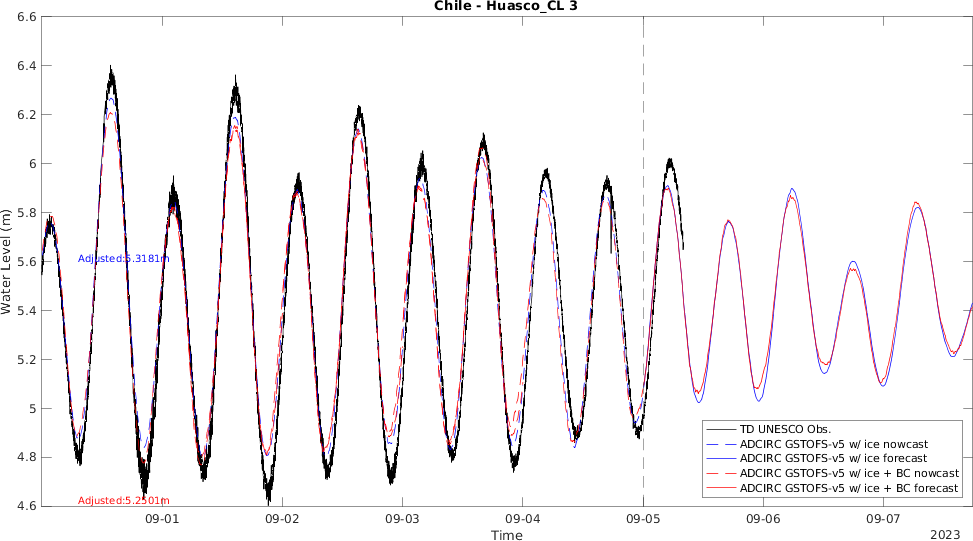 Chile - Huasco_CL 3
6.6
6.4
6.2
6
5.8
5.6
5.4
5.2
5
4.8
4.6
Water Level (m)
Adjusted:5.3181m
Adjusted:5.2501m
TD UNESCO Obs.
ADCIRC GSTOFS-v5 w/ ice nowcast
ADCIRC GSTOFS-v5 w/ ice forecast
ADCIRC GSTOFS-v5 w/ ice + BC nowcast
ADCIRC GSTOFS-v5 w/ ice + BC forecast
09-01 09-02 09-03 09-04 09-05 09-06 09-07
Time
2023